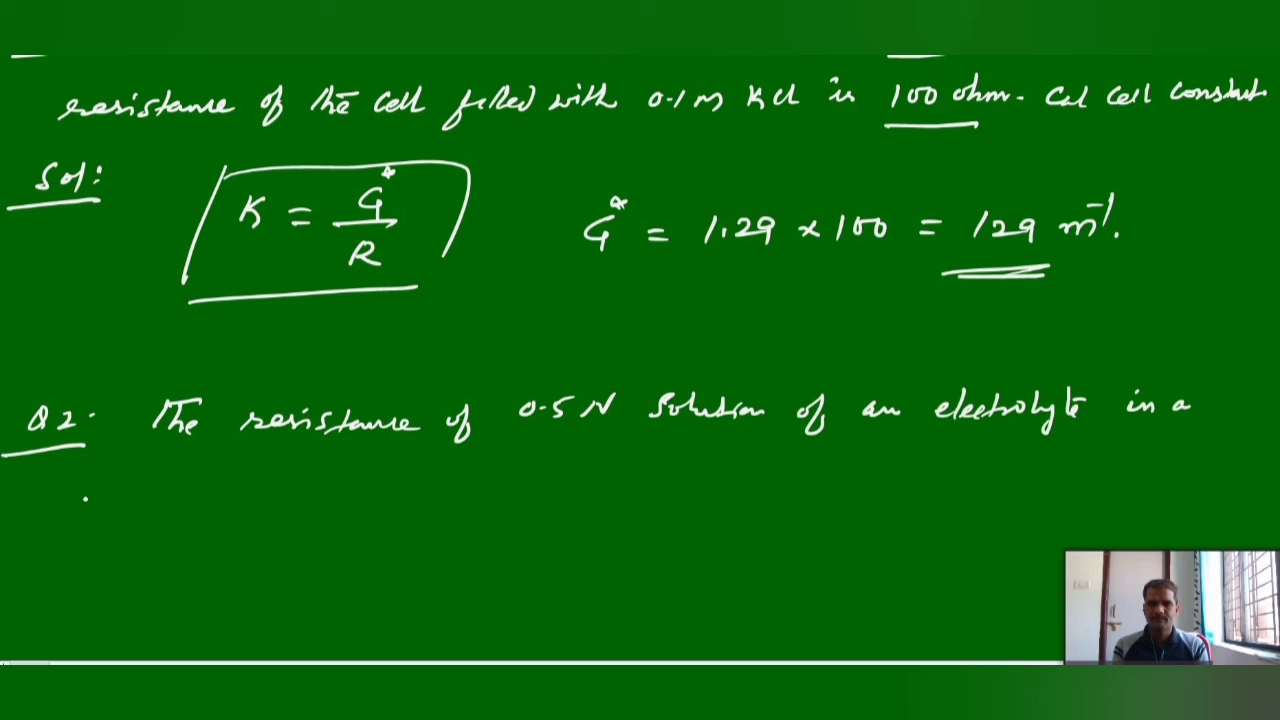 resistance of the Cell filled with 0.1 M KCl is 100 ohm. Cal Cell Constant
Sol:
K = G* / R
G* = 1.29 × 100 = 129 m⁻¹.
Q2. The resistance of 0.5 N Solution of an electrolyte in a